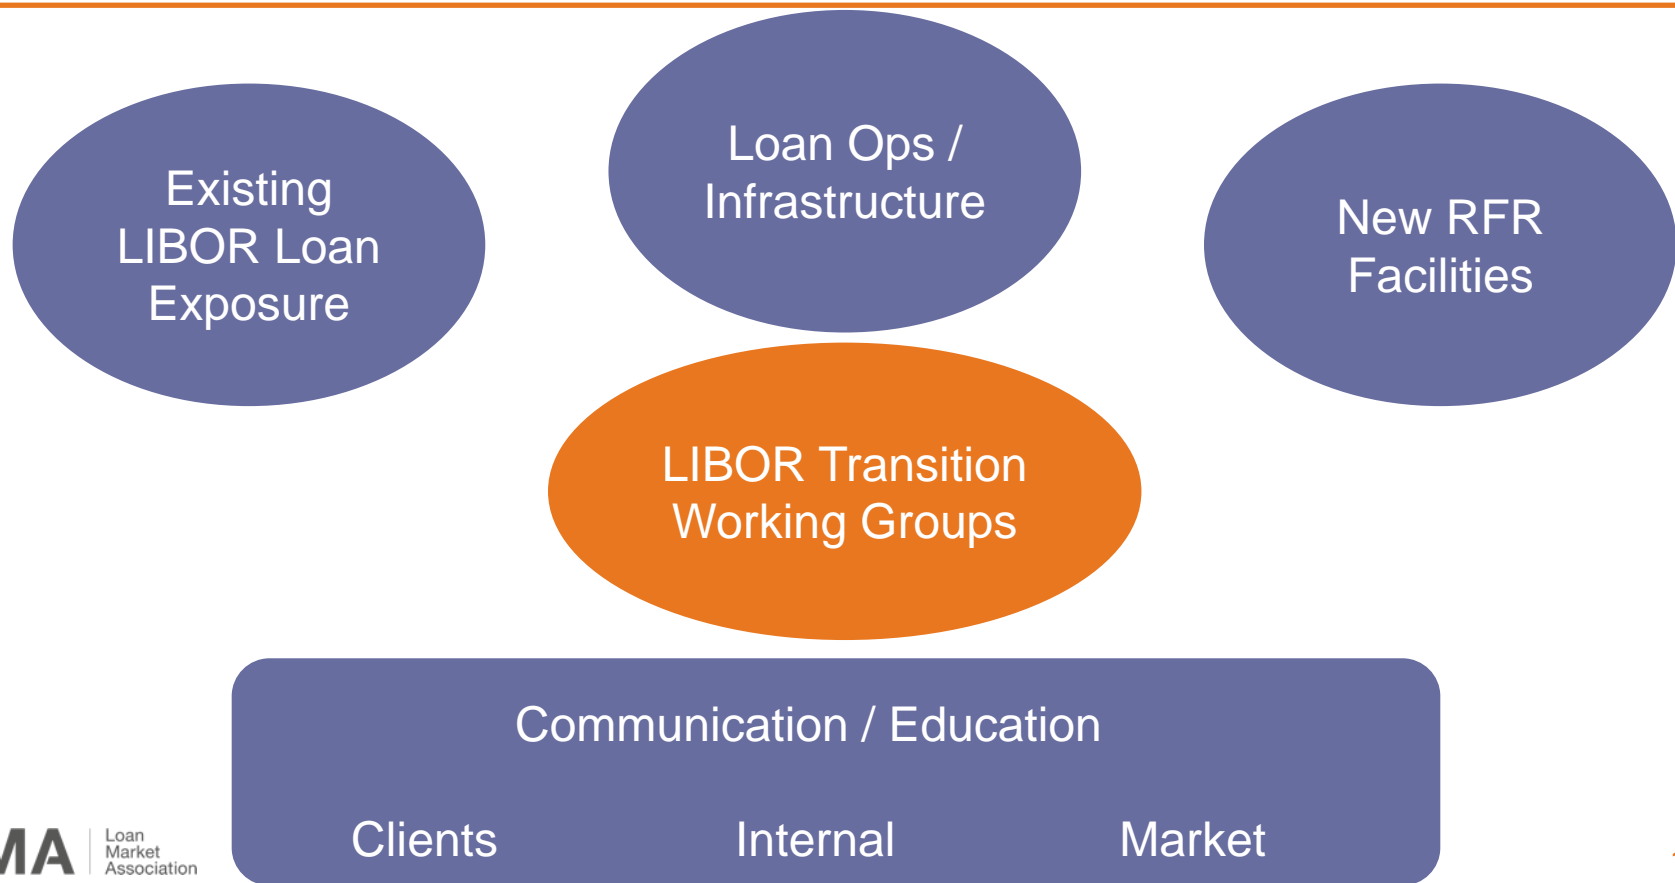 Existing
LIBOR Loan
Exposure
Loan Ops /
Infrastructure
New RFR
Facilities
LIBOR Transition
Working Groups
Communication / Education
Clients Internal Market
MA
Loan
Market
Association